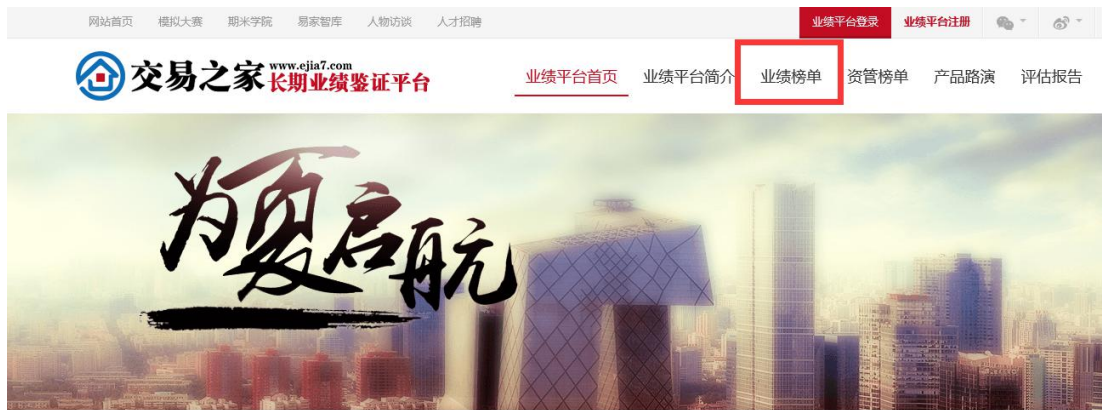 网站首页 模拟大赛 期米学院 易家智库 人物访谈 人才招聘 业绩平台登录 业绩平台注册
交易之家 www.ejia7.com 长期业绩鉴证平台
业绩平台首页 业绩平台简介 业绩榜单 资管榜单 产品路演 评估报告
为夏启航